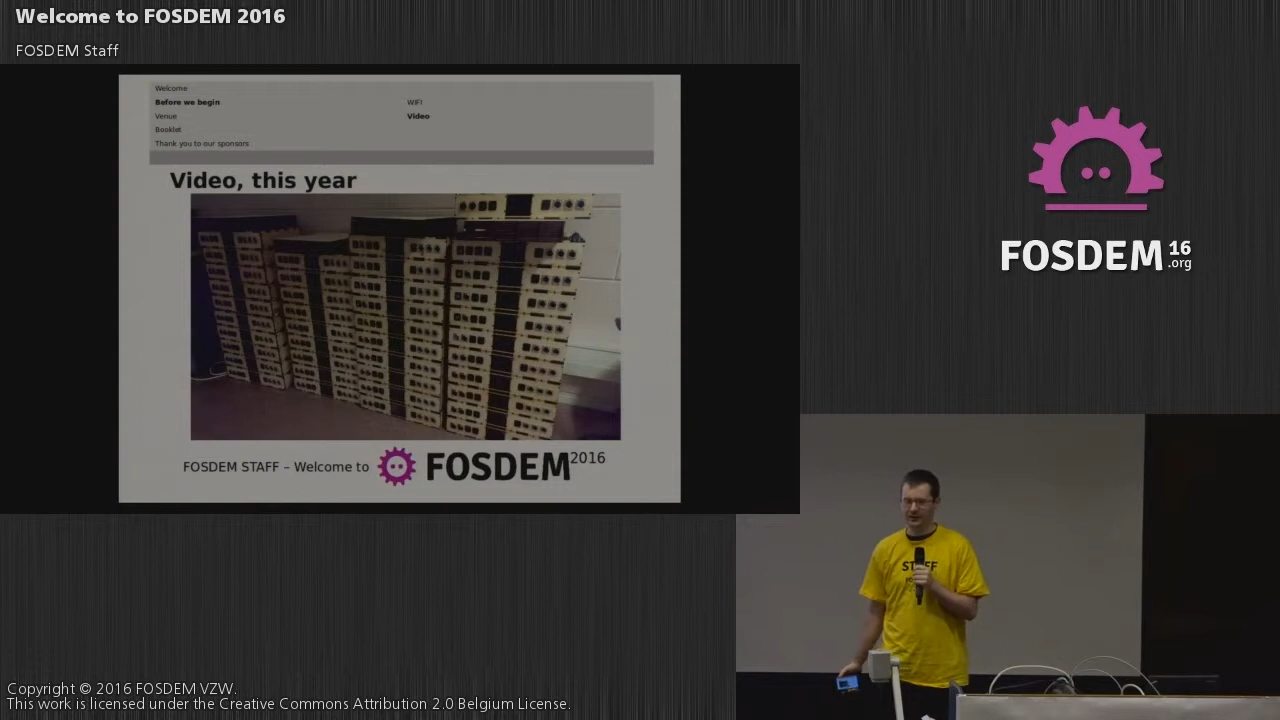 Welcome to FOSDEM 2016
FOSDEM Staff
Welcome
Before we begin
WIFI
Venue
Video
Booklet
Thank you to our sponsors
Video, this year
FOSDEM STAFF – Welcome to FOSDEM 2016
FOSDEM 16
.org
STAFF
Copyright © 2016 FOSDEM VZW.
This work is licensed under the Creative Commons Attribution 2.0 Belgium License.